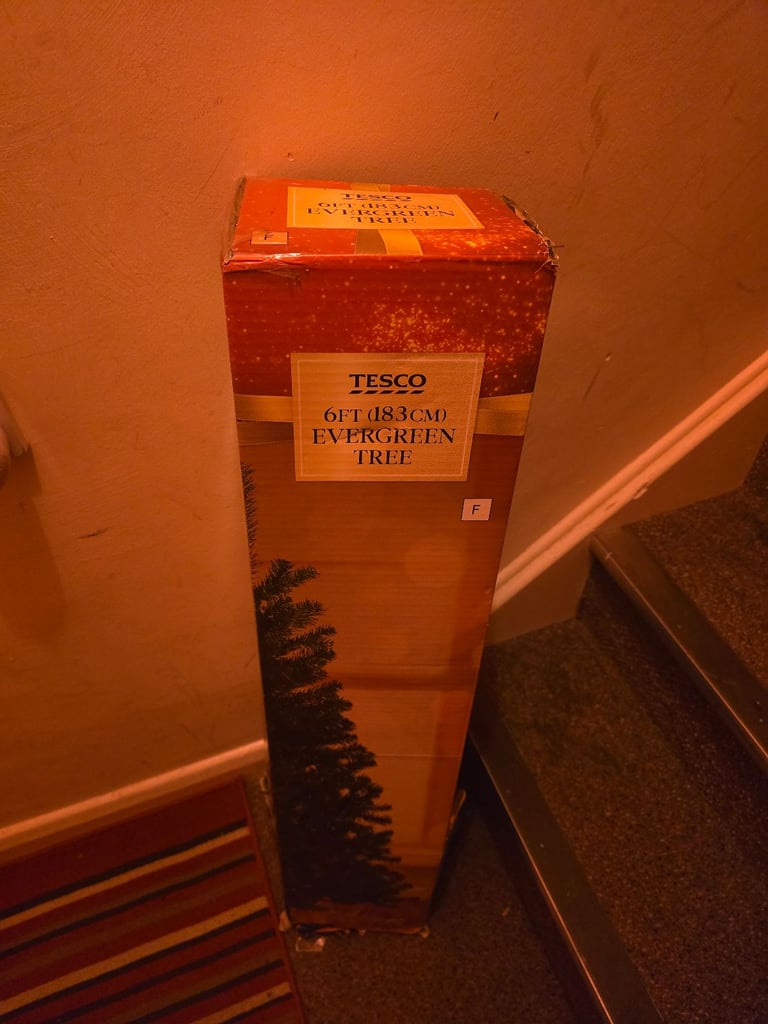 TESCO
6FT (183CM)
EVERGREEN
TREE
F
TESCO
6FT (183CM)
EVERGREEN
TREE
F